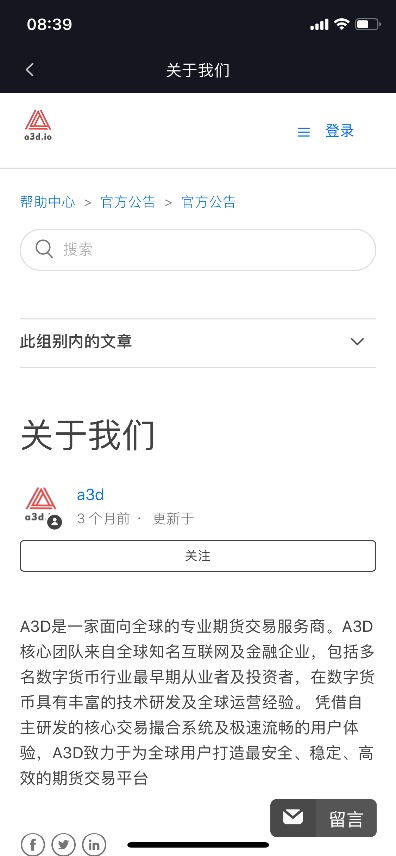 08:39
关于我们
a3d.io
登录
帮助中心 > 官方公告 > 官方公告
搜索
此组别内的文章
关于我们
a3d
a3d.
3 个月前 · 更新于
关注
A3D是一家面向全球的专业期货交易服务商。A3D
核心团队来自全球知名互联网及金融企业，包括多
名数字货币行业最早期从业者及投资者，在数字货
币具有丰富的技术研发及全球运营经验。 凭借自
主研发的核心交易撮合系统及极速流畅的用户体
验，A3D致力于为全球用户打造最安全、稳定、高
效的期货交易平台
留言